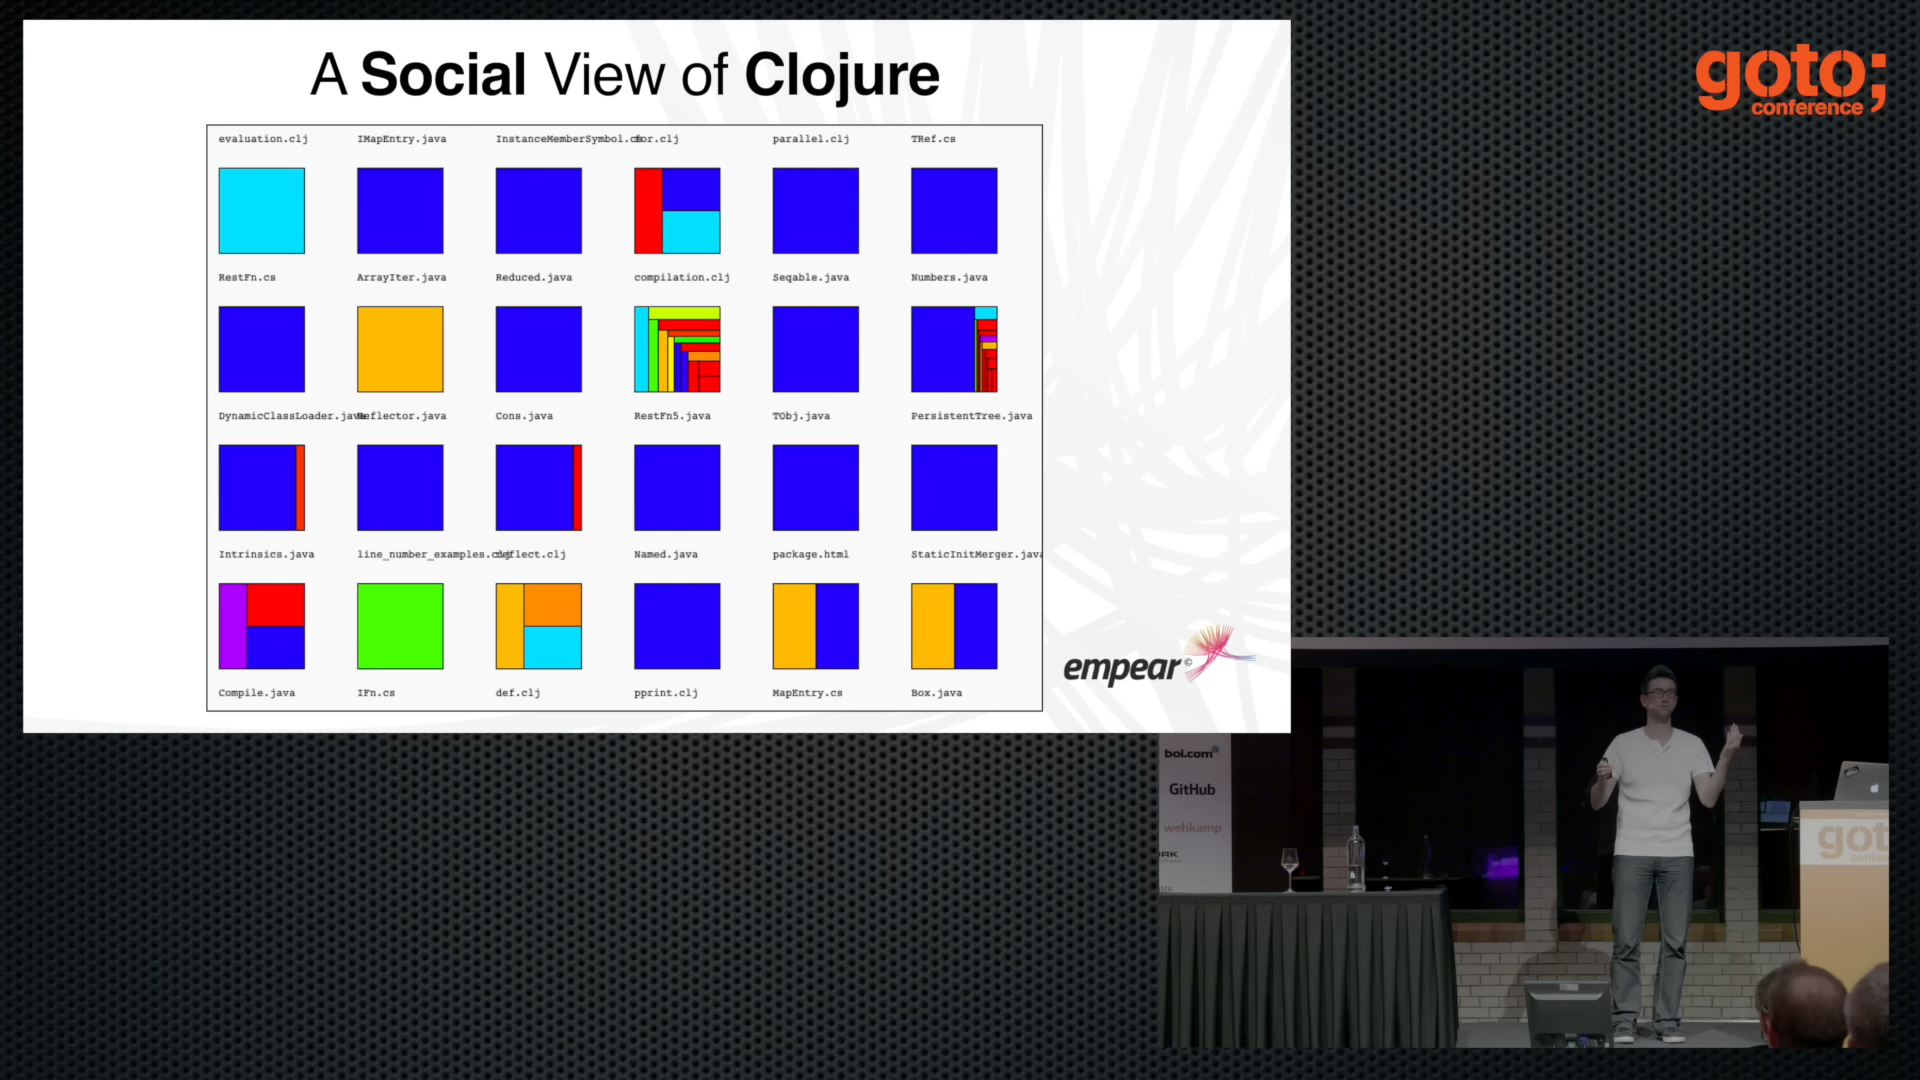 A Social View of Clojure
goto;
conference
evaluation.clj IMapEntry.java InstanceMemberSymbol.cs for.clj parallel.clj TRef.cs
RestFn.cs ArrayIter.java Reduced.java compilation.clj Seqable.java Numbers.java
DynamicClassLoader.java Reflector.java Cons.java RestFn5.java TObj.java PersistentTree.java
Intrinsics.java line_number_examples.clj reflect.clj Named.java package.html StaticInitMerger.java
Compile.java IFn.cs def.clj pprint.clj MapEntry.cs Box.java
empear©
bol.com
GitHub
wehkamp
got